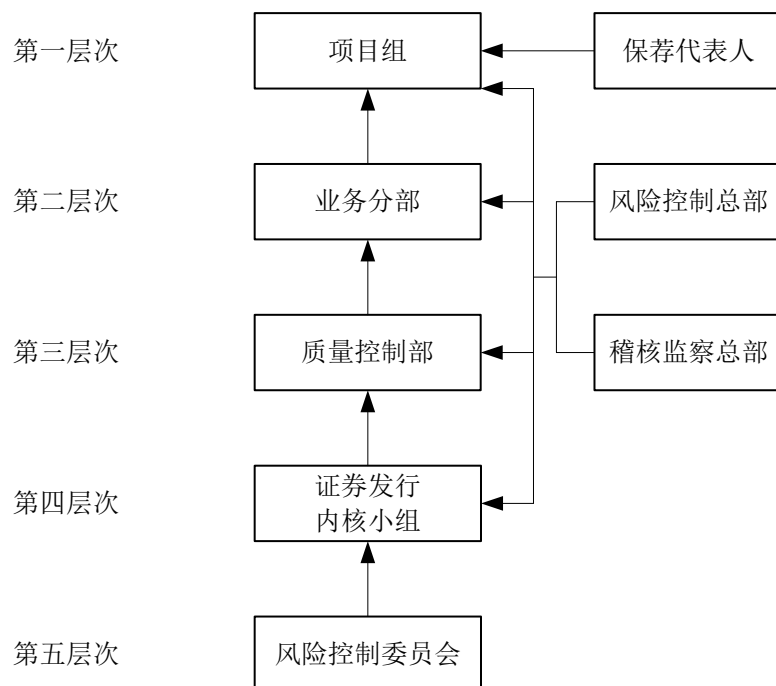 第一层次
项目组
保荐代表人
第二层次
业务分部
风险控制总部
第三层次
质量控制部
稽核监察总部
第四层次
证券发行
内核小组
第五层次
风险控制委员会